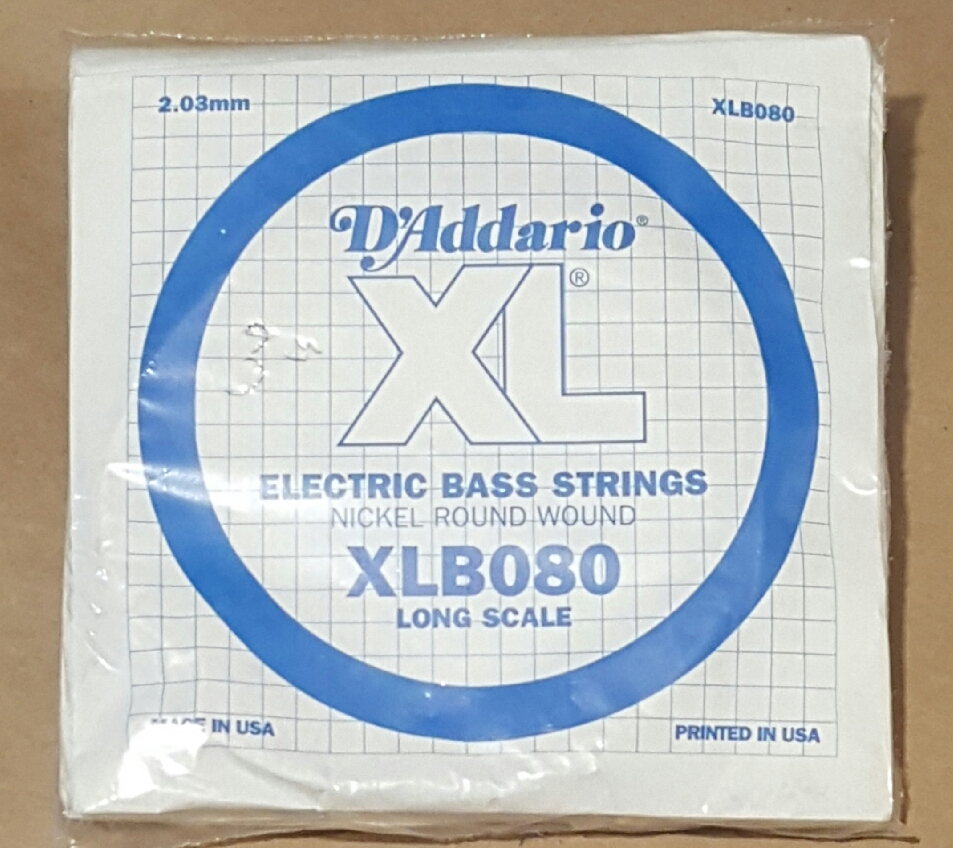 2.03mm XLB080
D'Addario®
XL®
ELECTRIC BASS STRINGS
NICKEL ROUND WOUND
XLB080
LONG SCALE
MADE IN USA PRINTED IN USA